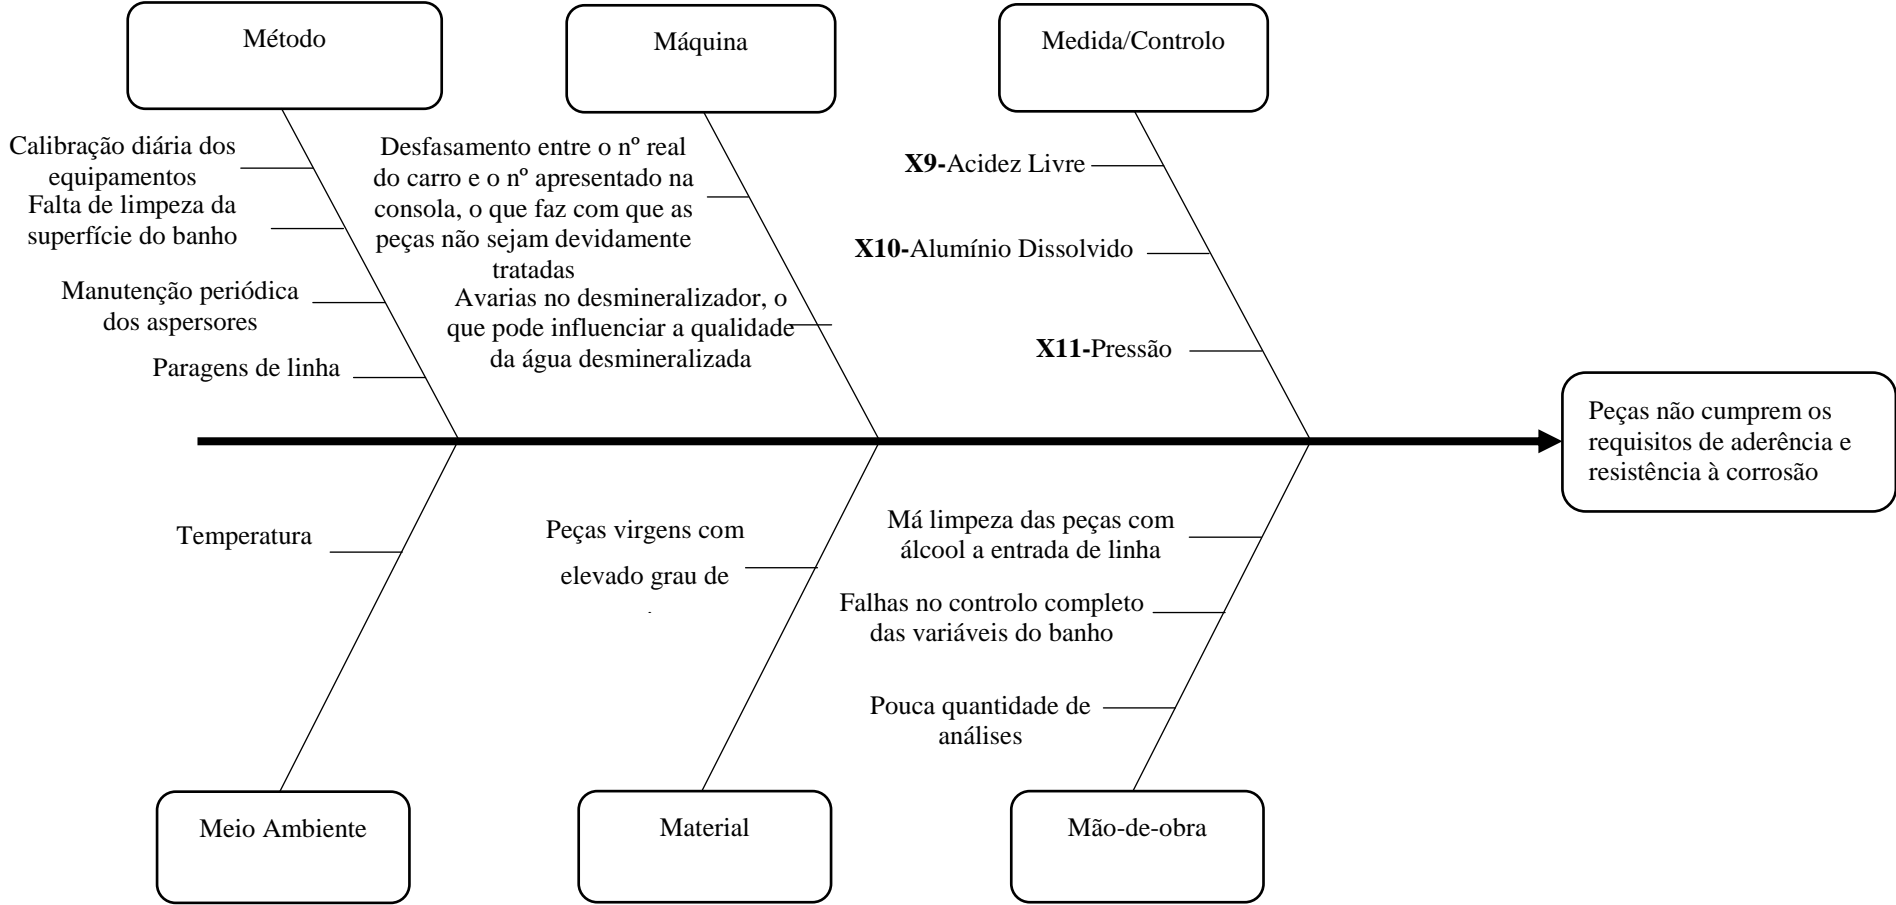 Método
Máquina
Medida/Controlo
Calibração diária dos
equipamentos
Falta de limpeza da
superfície do banho
Manutenção periódica
dos aspersores
Paragens de linha
Desfasamento entre o nº real
do carro e o nº apresentado na
consola, o que faz com que as
peças não sejam devidamente
tratadas
Avarias no desmineralizador, o
que pode influenciar a qualidade
da água desmineralizada
X9-Acidez Livre
X10-Alumínio Dissolvido
X11-Pressão
Peças não cumprem os
requisitos de aderência e
resistência à corrosão
Temperatura
Peças virgens com
elevado grau de
Má limpeza das peças com
álcool a entrada de linha
Falhas no controlo completo
das variáveis do banho
Pouca quantidade de
análises
Meio Ambiente
Material
Mão-de-obra